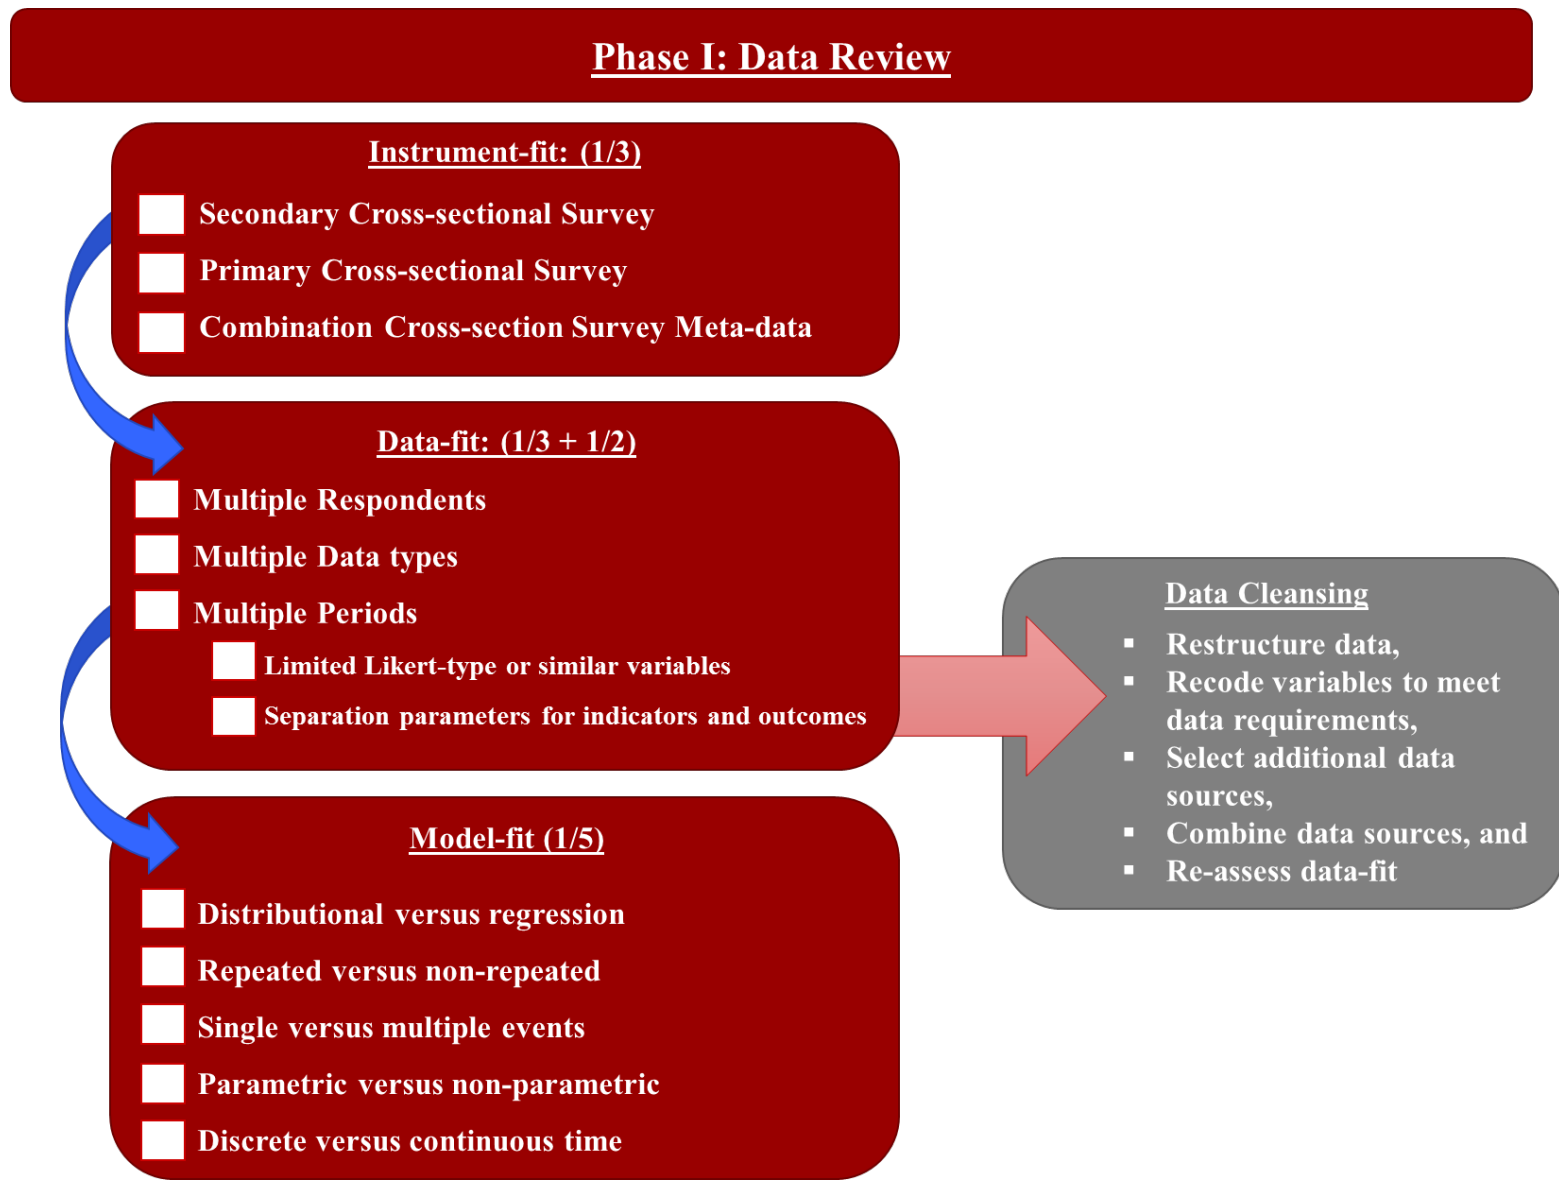 Phase I: Data Review
Instrument-fit: (1/3)
Secondary Cross-sectional Survey
Primary Cross-sectional Survey
Combination Cross-section Survey Meta-data
Data-fit: (1/3 + 1/2)
Multiple Respondents
Multiple Data types
Multiple Periods
Limited Likert-type or similar variables
Separation parameters for indicators and outcomes
Data Cleansing
▪ Restructure data,
▪ Recode variables to meet
data requirements,
▪ Select additional data
sources,
▪ Combine data sources, and
▪ Re-assess data-fit
Model-fit (1/5)
Distributional versus regression
Repeated versus non-repeated
Single versus multiple events
Parametric versus non-parametric
Discrete versus continuous time